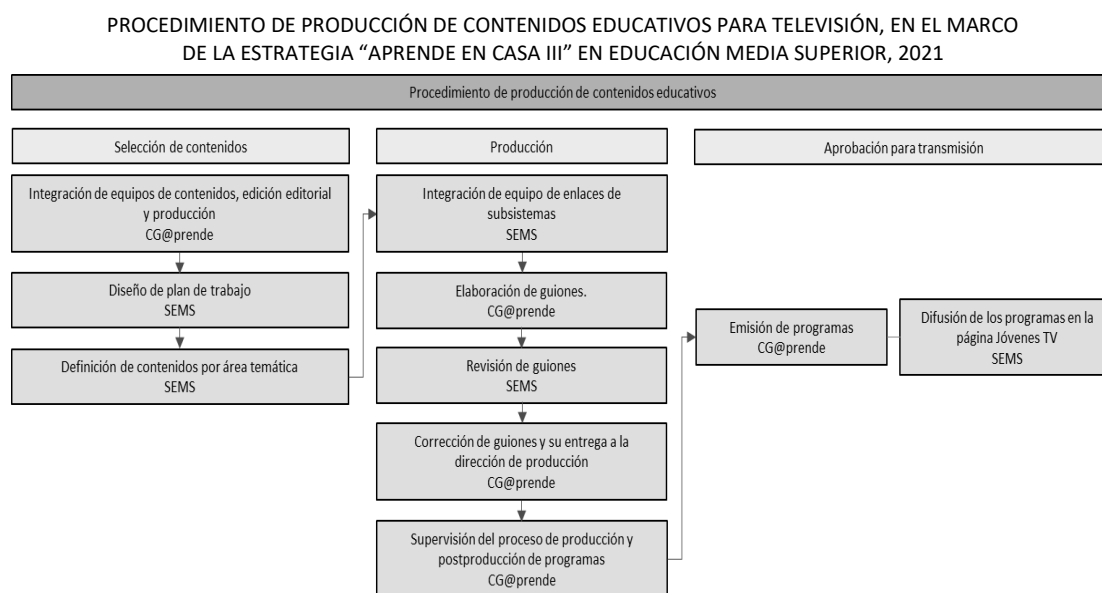 PROCEDIMIENTO DE PRODUCCIÓN DE CONTENIDOS EDUCATIVOS PARA TELEVISIÓN, EN EL MARCO
DE LA ESTRATEGIA “APRENDE EN CASA III” EN EDUCACIÓN MEDIA SUPERIOR, 2021
Procedimiento de producción de contenidos educativos
Selección de contenidos
Integración de equipos de contenidos, edición editorial
y producción
CG@prende
Diseño de plan de trabajo
SEMS
Definición de contenidos por área temática
SEMS
Producción
Integración de equipo de enlaces de
subsistemas
SEMS
Elaboración de guiones.
CG@prende
Revisión de guiones
SEMS
Corrección de guiones y su entrega a la
dirección de producción
CG@prende
Supervisión del proceso de producción y
postproducción de programas
CG@prende
Aprobación para transmisión
Emisión de programas
CG@prende
Difusión de los programas en la
página Jóvenes TV
SEMS